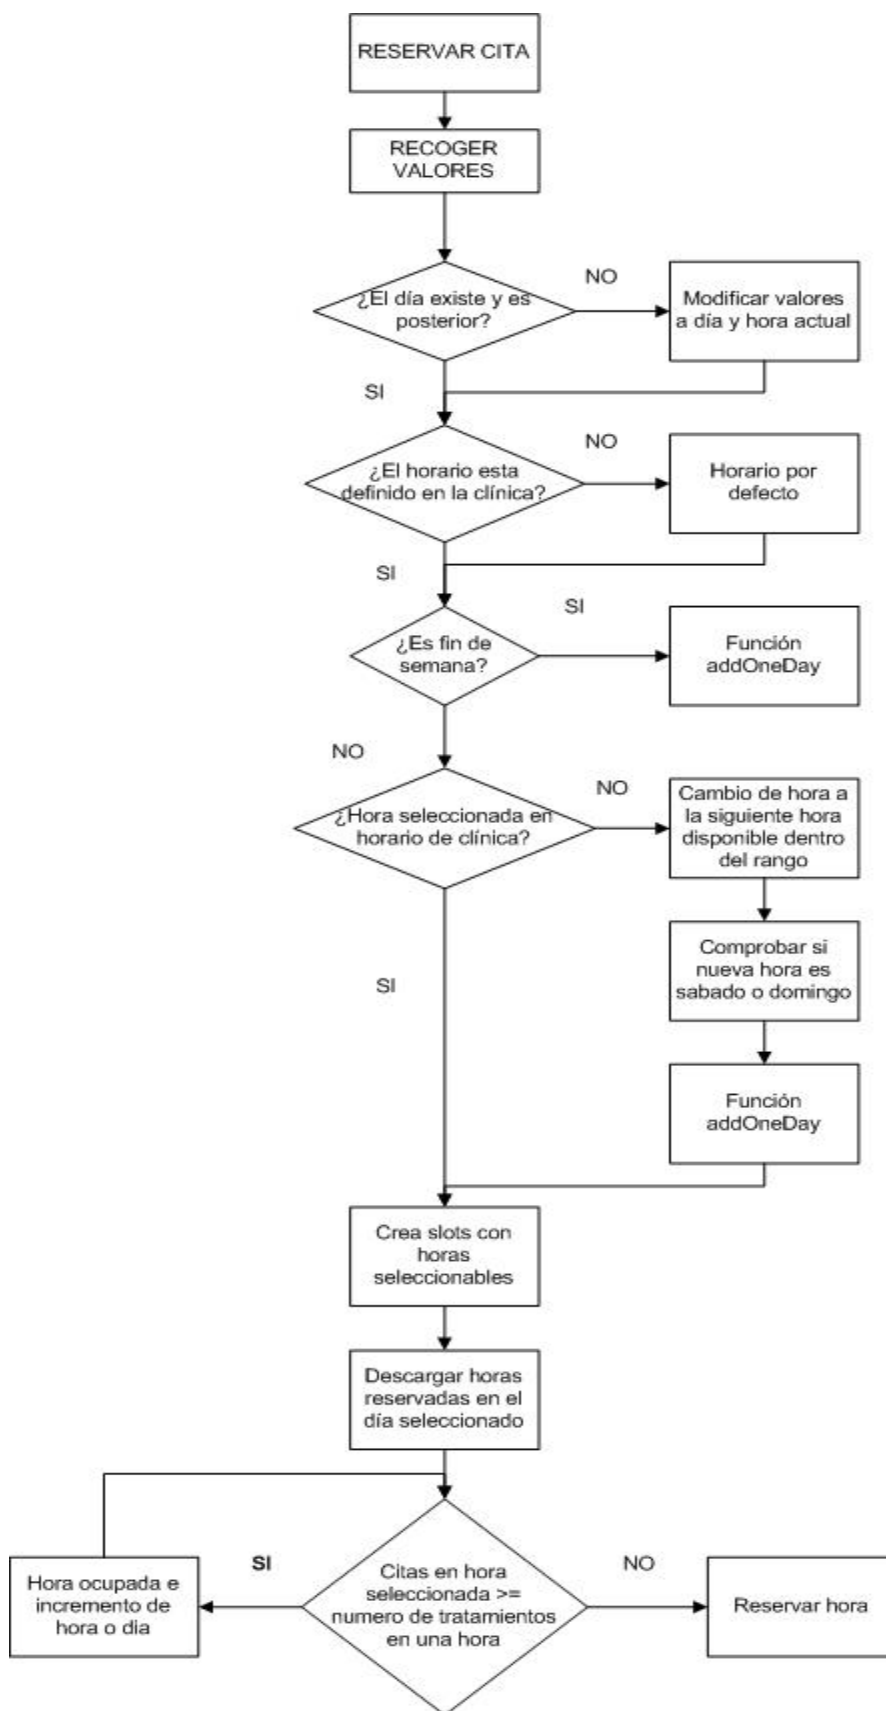 RESERVAR CITA
RECOGER
VALORES
¿El día existe y es
posterior?
NO
Modificar valores
a día y hora actual
SI
¿El horario esta
definido en la clínica?
NO
Horario por
defecto
SI
¿Es fin de
semana?
SI
Función
addOneDay
NO
¿Hora seleccionada en
horario de clínica?
NO
Cambio de hora a
la siguiente hora
disponible dentro
del rango
Comprobar si
nueva hora es
sabado o domingo
SI
Función
addOneDay
Crea slots con
horas
seleccionables
Descargar horas
reservadas en el
día seleccionado
Hora ocupada e
incremento de
hora o dia
SI
Citas en hora
seleccionada >=
numero de tratamientos
en una hora
NO
Reservar hora